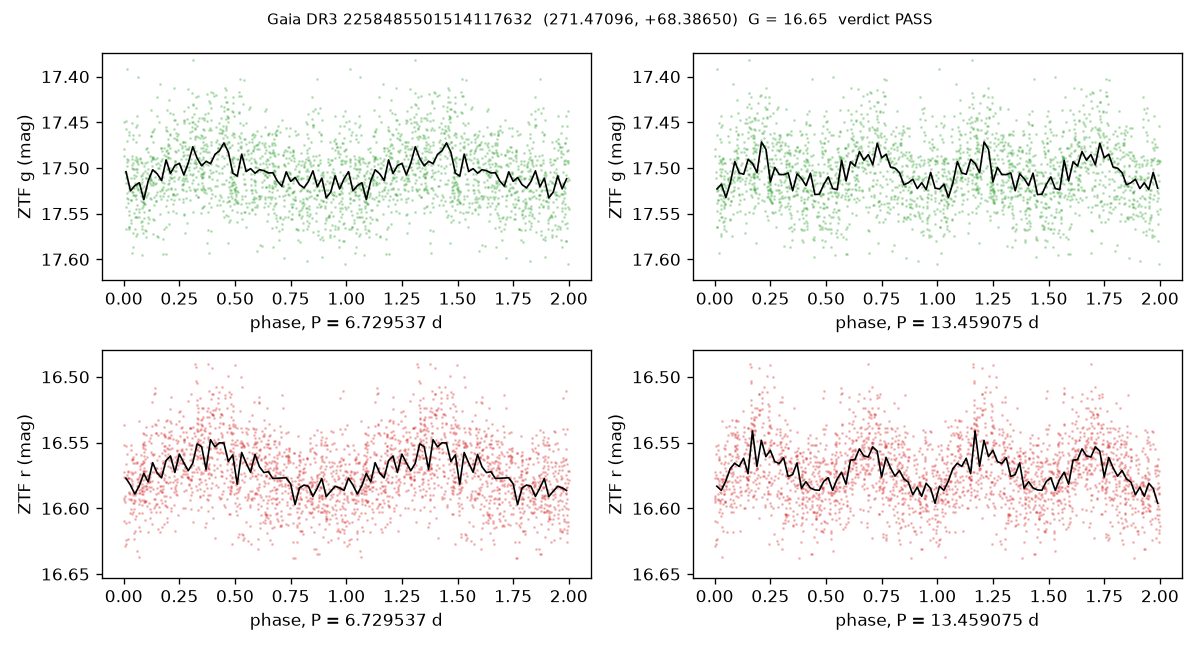 Gaia DR3 2258485501514117632 (271.47096, +68.38650) G = 16.65 verdict PASS
ZTF g (mag)
17.40
17.45
17.50
17.55
17.60
0.00 0.25 0.50 0.75 1.00 1.25 1.50 1.75 2.00
phase, P = 6.729537 d
ZTF g (mag)
17.40
17.45
17.50
17.55
17.60
0.00 0.25 0.50 0.75 1.00 1.25 1.50 1.75 2.00
phase, P = 13.459075 d
ZTF r (mag)
16.50
16.55
16.60
16.65
0.00 0.25 0.50 0.75 1.00 1.25 1.50 1.75 2.00
phase, P = 6.729537 d
ZTF r (mag)
16.50
16.55
16.60
16.65
0.00 0.25 0.50 0.75 1.00 1.25 1.50 1.75 2.00
phase, P = 13.459075 d